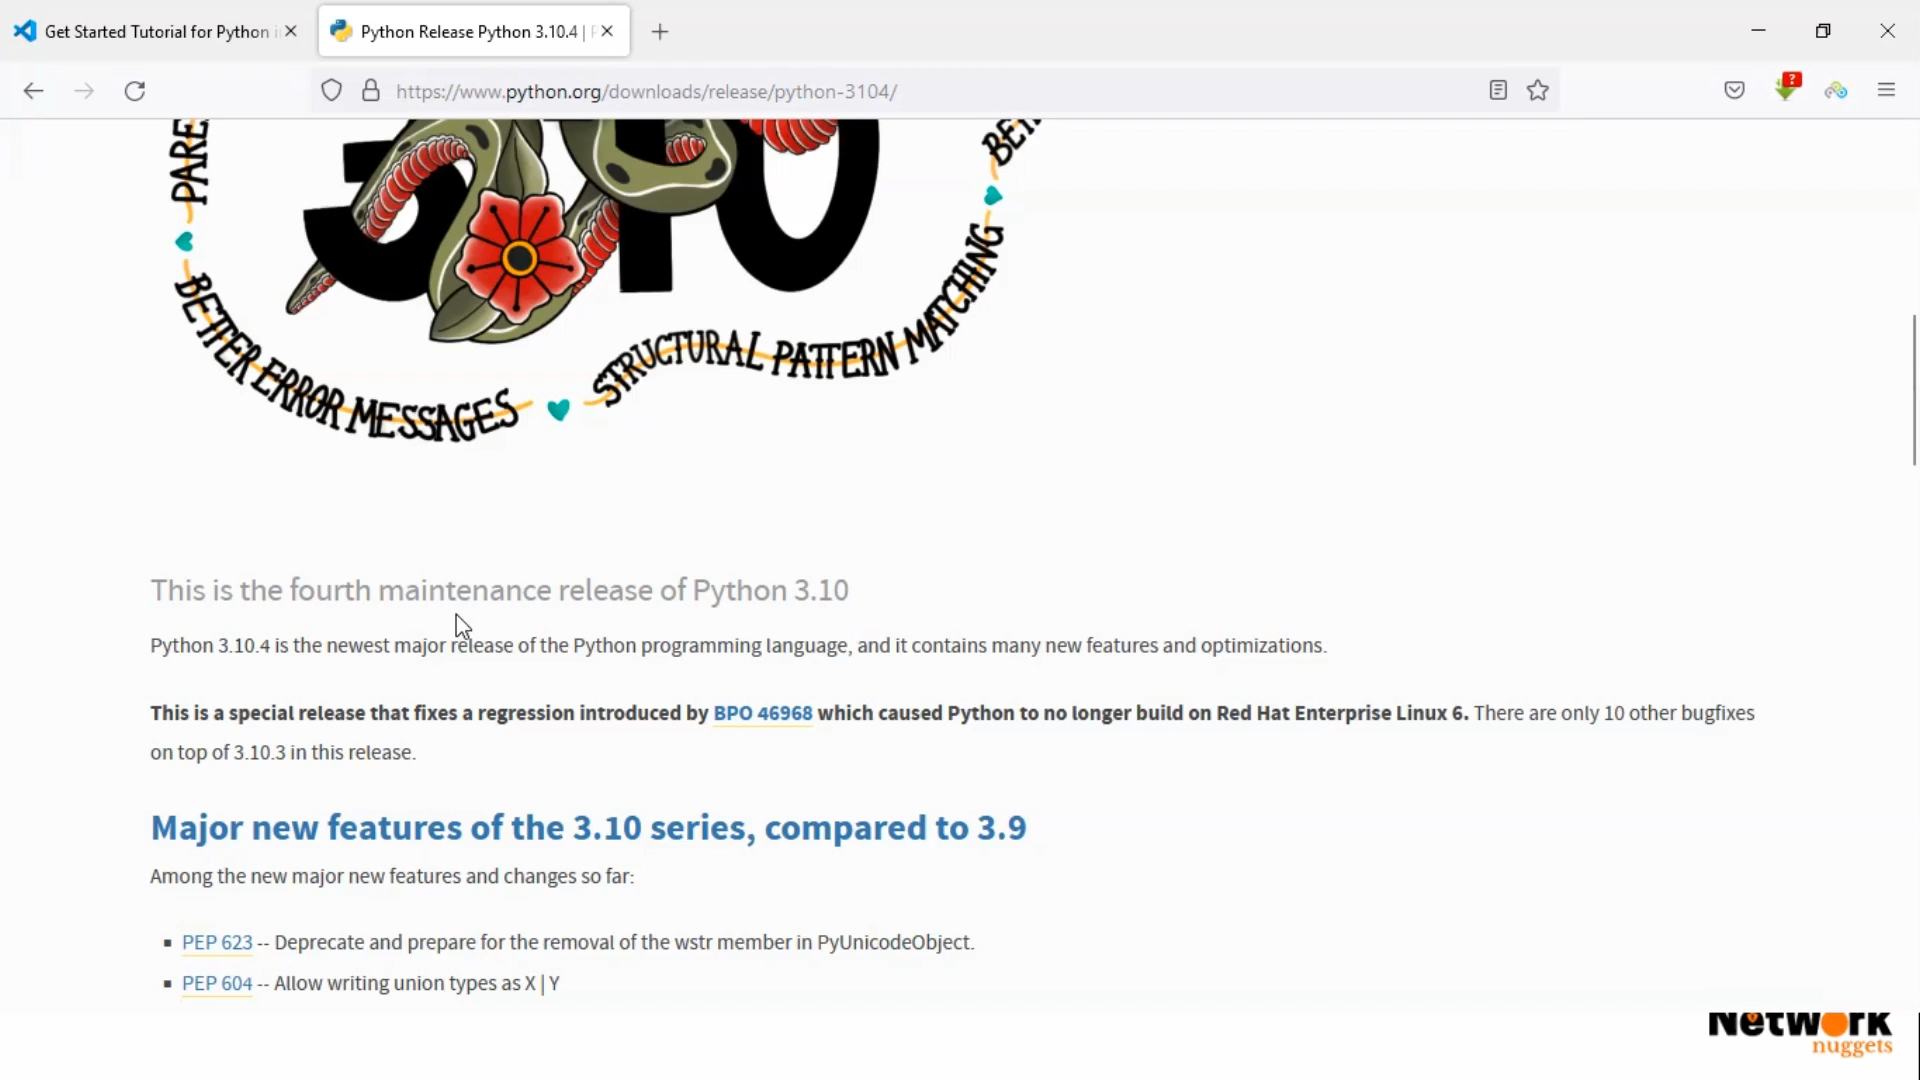 Get Started Tutorial for Python i
Python Release Python 3.10.4 | P
https://www.python.org/downloads/release/python-3104/
?
PARE
BET
3.10
BETTER ERROR MESSAGES
STRUCTURAL PATTERN MATCHING
This is the fourth maintenance release of Python 3.10
Python 3.10.4 is the newest major release of the Python programming language, and it contains many new features and optimizations.
This is a special release that fixes a regression introduced by BPO 46968 which caused Python to no longer build on Red Hat Enterprise Linux 6. There are only 10 other bugfixes
on top of 3.10.3 in this release.
Major new features of the 3.10 series, compared to 3.9
Among the new major new features and changes so far:
▪ PEP 623 -- Deprecate and prepare for the removal of the wstr member in PyUnicodeObject.
▪ PEP 604 -- Allow writing union types as X | Y
Network
nuggets